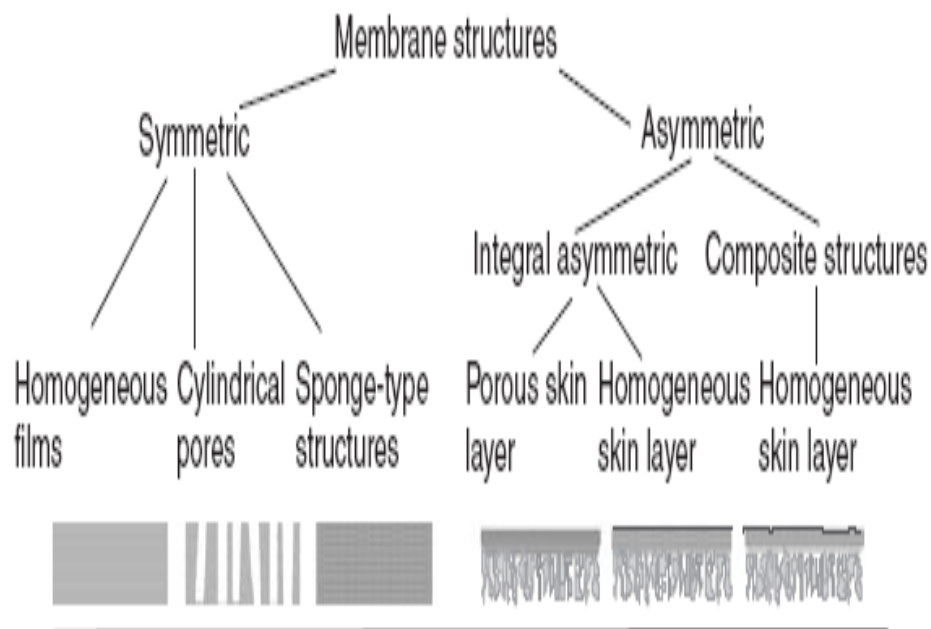 Membrane structures
Symmetric
Asymmetric
Integral asymmetric
Composite structures
Homogeneous films
Cylindrical pores
Sponge-type structures
Porous skin layer
Homogeneous skin layer
Homogeneous skin layer